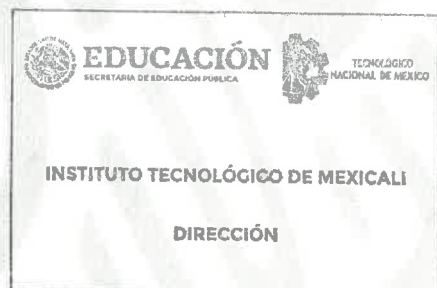 EDUCACIÓN
SECRETARÍA DE EDUCACIÓN PÚBLICA
TECNOLÓGICO
NACIONAL DE MÉXICO
INSTITUTO TECNOLÓGICO DE MEXICALI
DIRECCIÓN